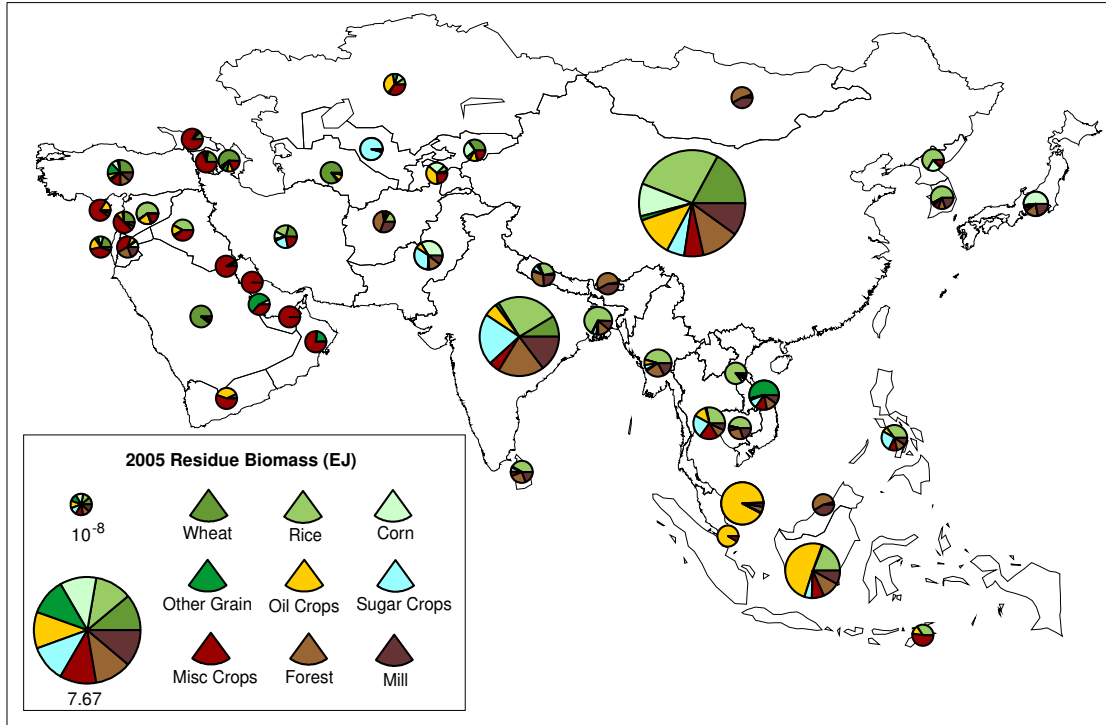 2005 Residue Biomass (EJ)
10-8
Wheat
Rice
Corn
Other Grain
Oil Crops
Sugar Crops
Misc Crops
Forest
Mill
7.67